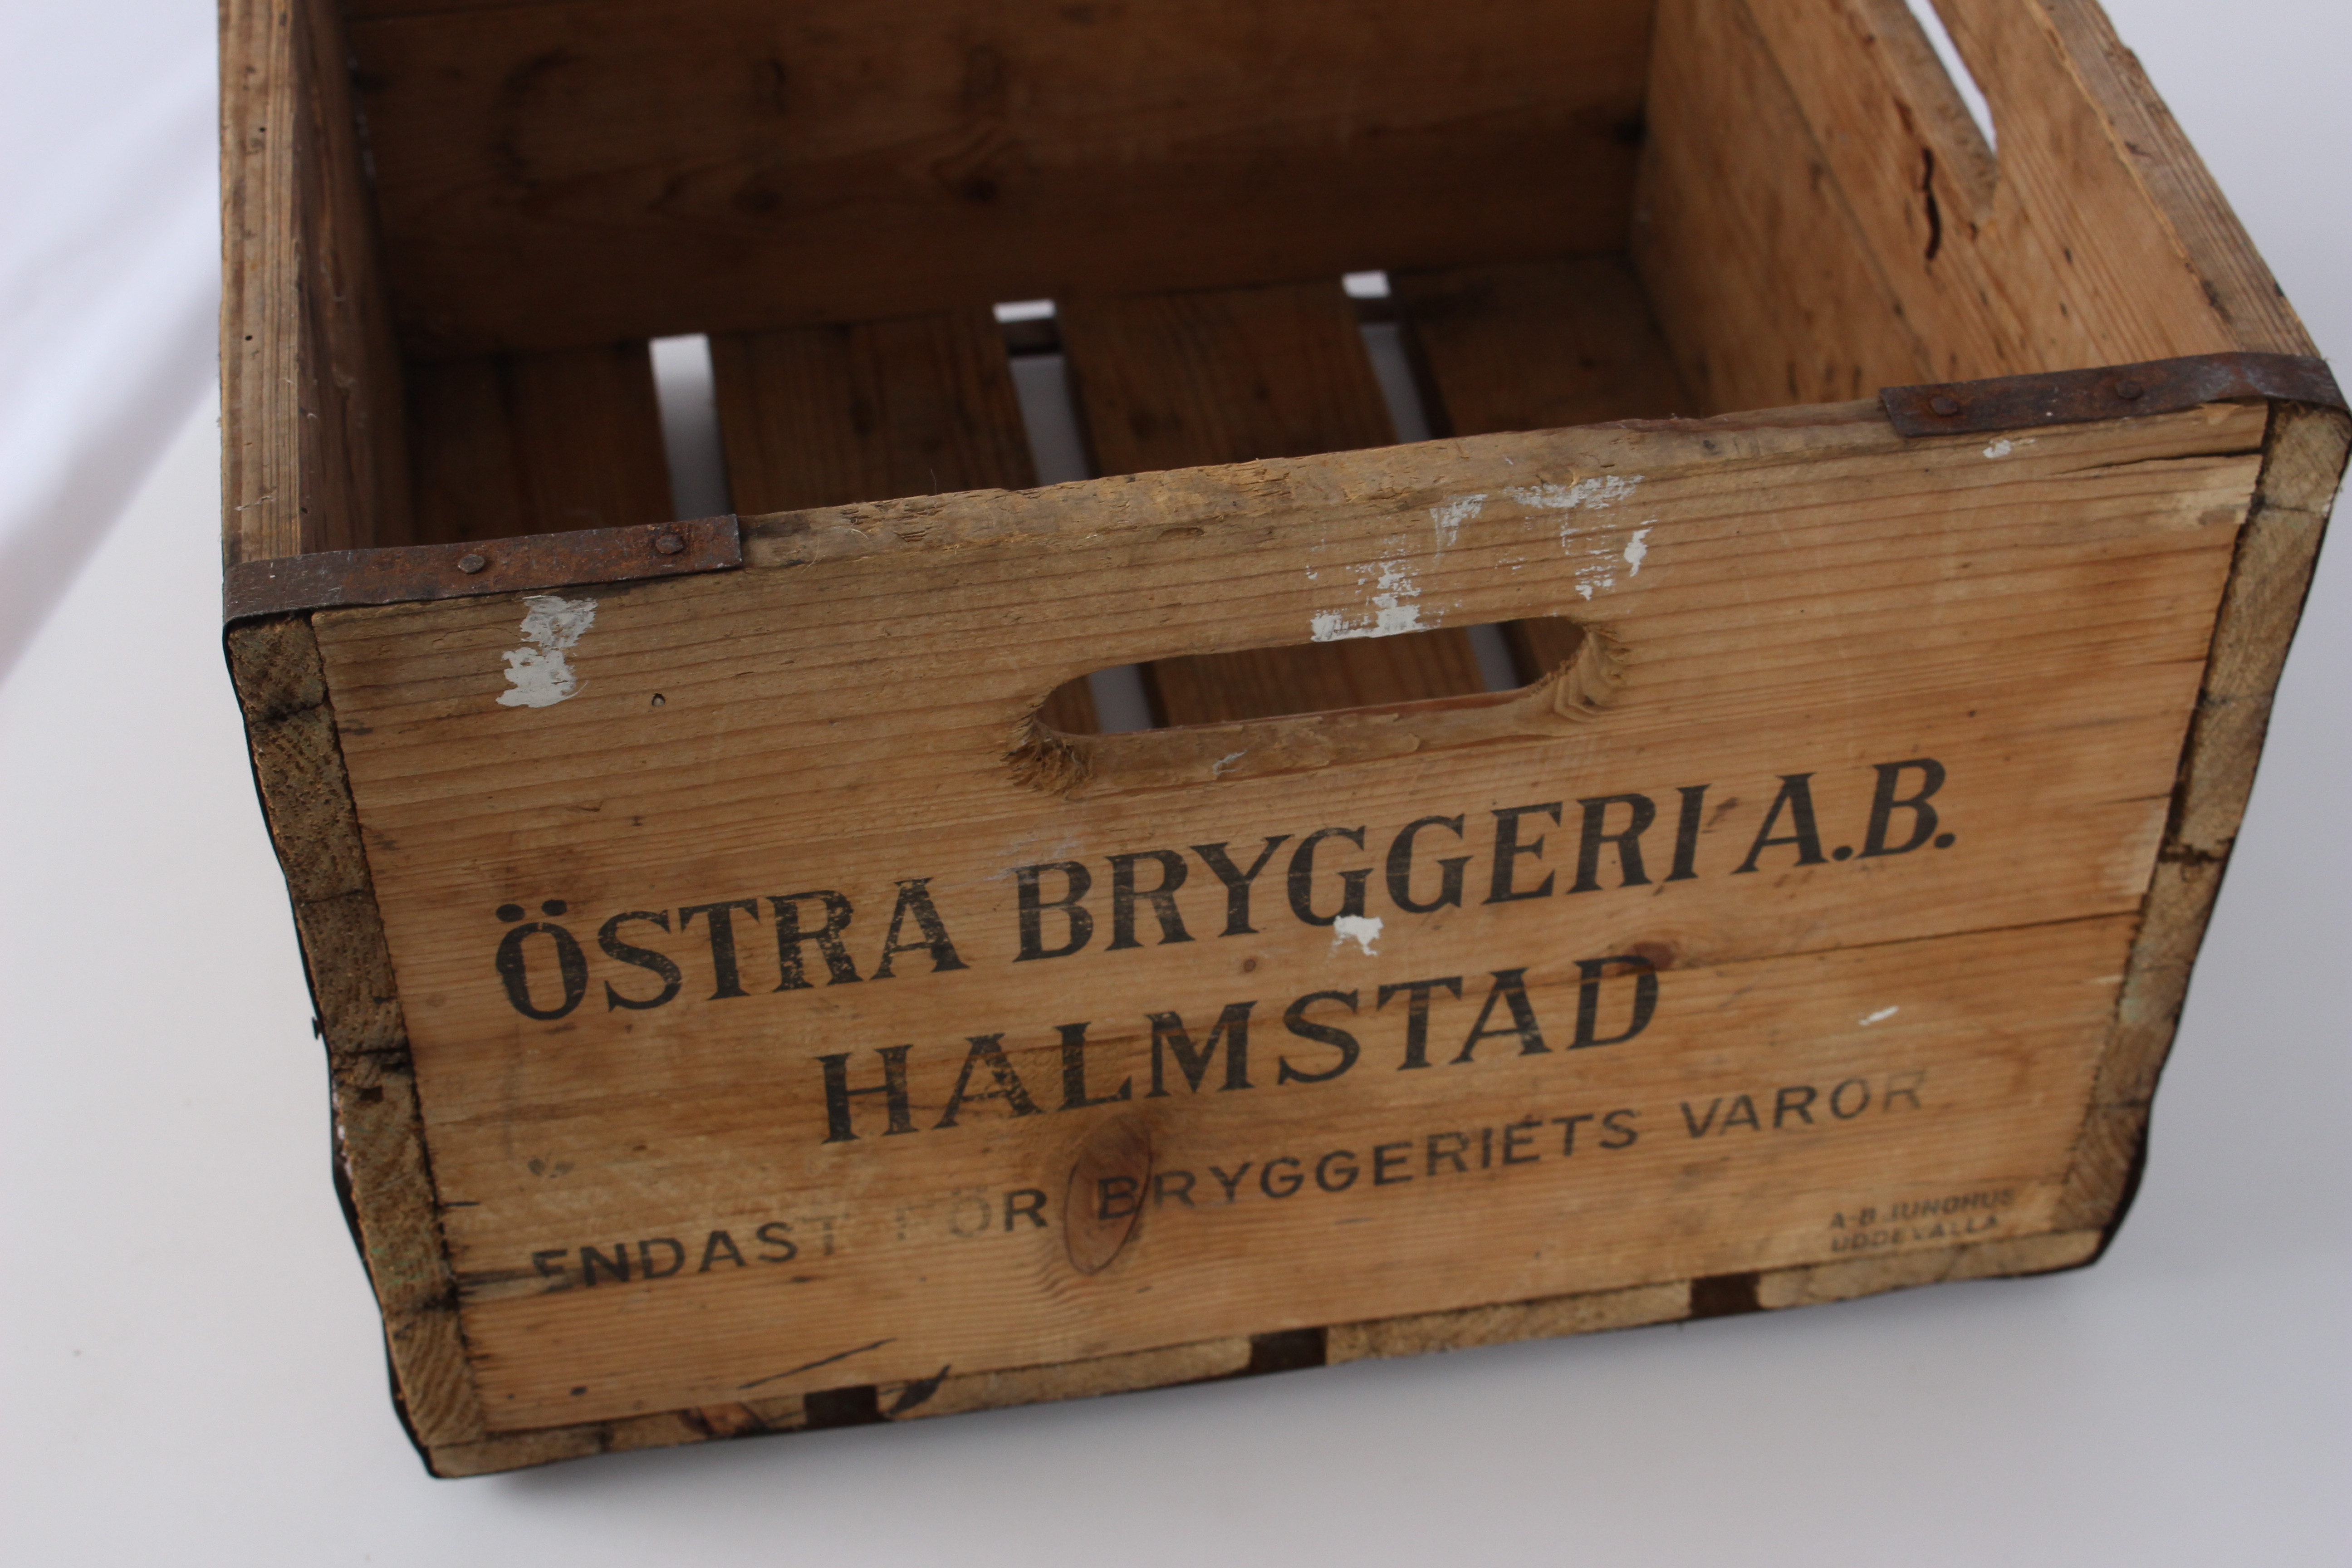 ÖSTRA BRYGGERI A.B.
HALMSTAD
ENDAST FÖR BRYGGERIETS VAROR
A-B JUNGHUS
UDDEVALLA